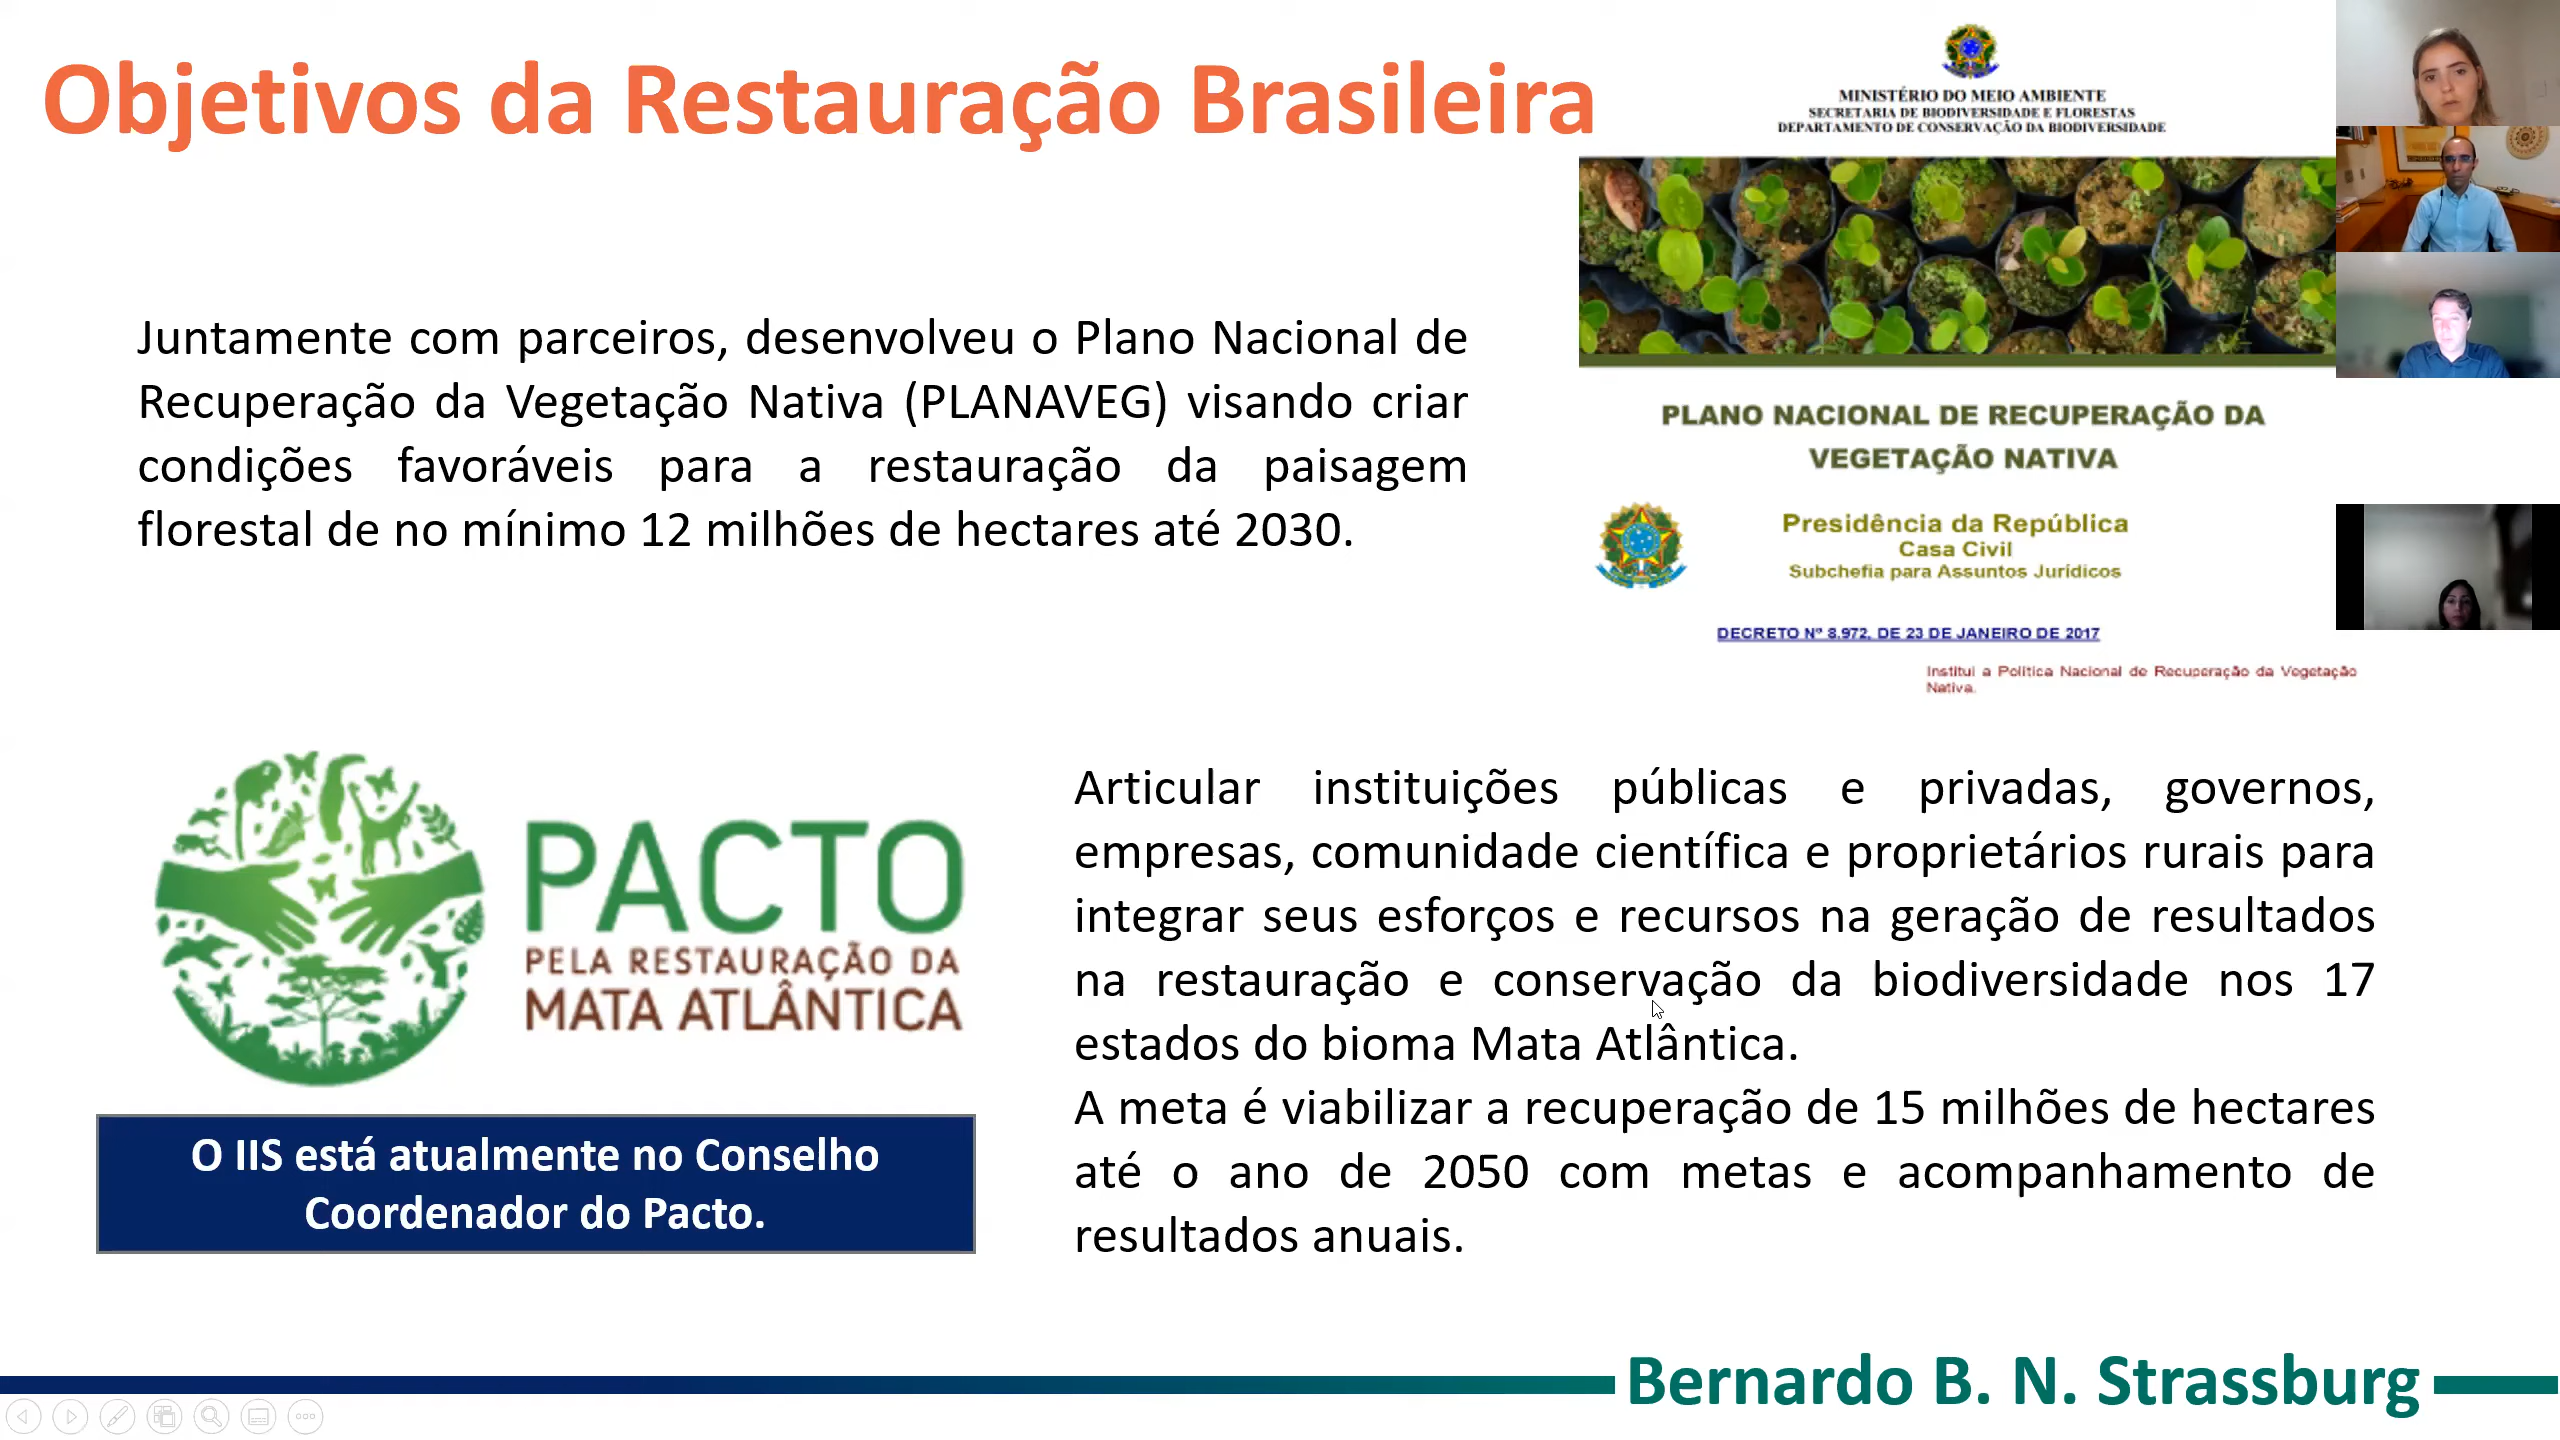 Objetivos da Restauração Brasileira
MINISTÉRIO DO MEIO AMBIENTE
SECRETARIA DE BIODIVERSIDADE E FLORESTAS
DEPARTAMENTO DE CONSERVAÇÃO DA BIODIVERSIDADE
Juntamente com parceiros, desenvolveu o Plano Nacional de
Recuperação da Vegetação Nativa (PLANAVEG) visando criar
condições favoráveis para a restauração da paisagem
florestal de no mínimo 12 milhões de hectares até 2030.
PLANO NACIONAL DE RECUPERAÇÃO DA
VEGETAÇÃO NATIVA
Presidência da República
Casa Civil
Subchefia para Assuntos Jurídicos
DECRETO Nº 8.972, DE 23 DE JANEIRO DE 2017
Institui a Política Nacional de Recuperação da Vegetação
Nativa.
PACTO
PELA RESTAURAÇÃO DA
MATA ATLÂNTICA
O IIS está atualmente no Conselho
Coordenador do Pacto.
Articular instituições públicas e privadas, governos,
empresas, comunidade científica e proprietários rurais para
integrar seus esforços e recursos na geração de resultados
na restauração e conservação da biodiversidade nos 17
estados do bioma Mata Atlântica.
A meta é viabilizar a recuperação de 15 milhões de hectares
até o ano de 2050 com metas e acompanhamento de
resultados anuais.
Bernardo B. N. Strassburg